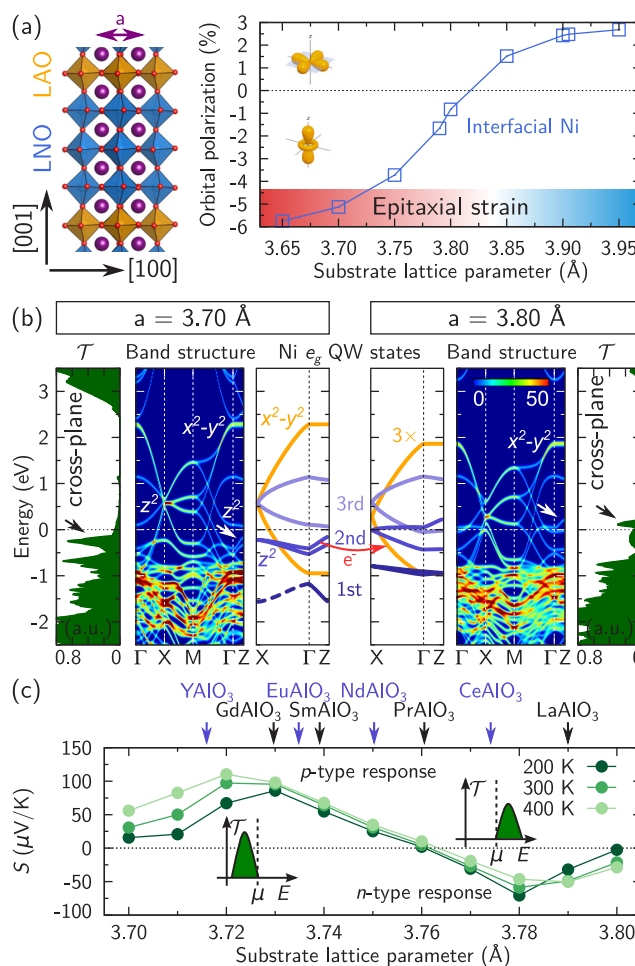 (a)
a
LAO
LNO
[001]
[100]
Orbital polarization (%)
3
2
1
0
-1
-2
-3
-4
-5
-6
Interfacial Ni
Epitaxial strain
3.65 3.70 3.75 3.80 3.85 3.90 3.95
Substrate lattice parameter (Å)
(b)
a = 3.70 Å
a = 3.80 Å
𝒯 Band structure Ni e_g QW states Band structure 𝒯
Energy (eV)
3
2
1
0
-1
-2
cross-plane
(a.u.)
0.8 0
x²-y²
z²
z²
Γ X M Γ Z
x²-y²
z²
X Γ Z
3×
3rd
2nd
e⁻
1st
X Γ Z
0 50
x²-y²
z²
Γ X M Γ Z
cross-plane
(a.u.)
0 0.8
(c)
YAlO₃ EuAlO₃ NdAlO₃ CeAlO₃
GdAlO₃ SmAlO₃ PrAlO₃ LaAlO₃
S (μV/K)
150
100
50
0
-50
-100
p-type response
n-type response
200 K
300 K
400 K
𝒯
μ E
𝒯
μ E
3.70 3.72 3.74 3.76 3.78 3.80
Substrate lattice parameter (Å)